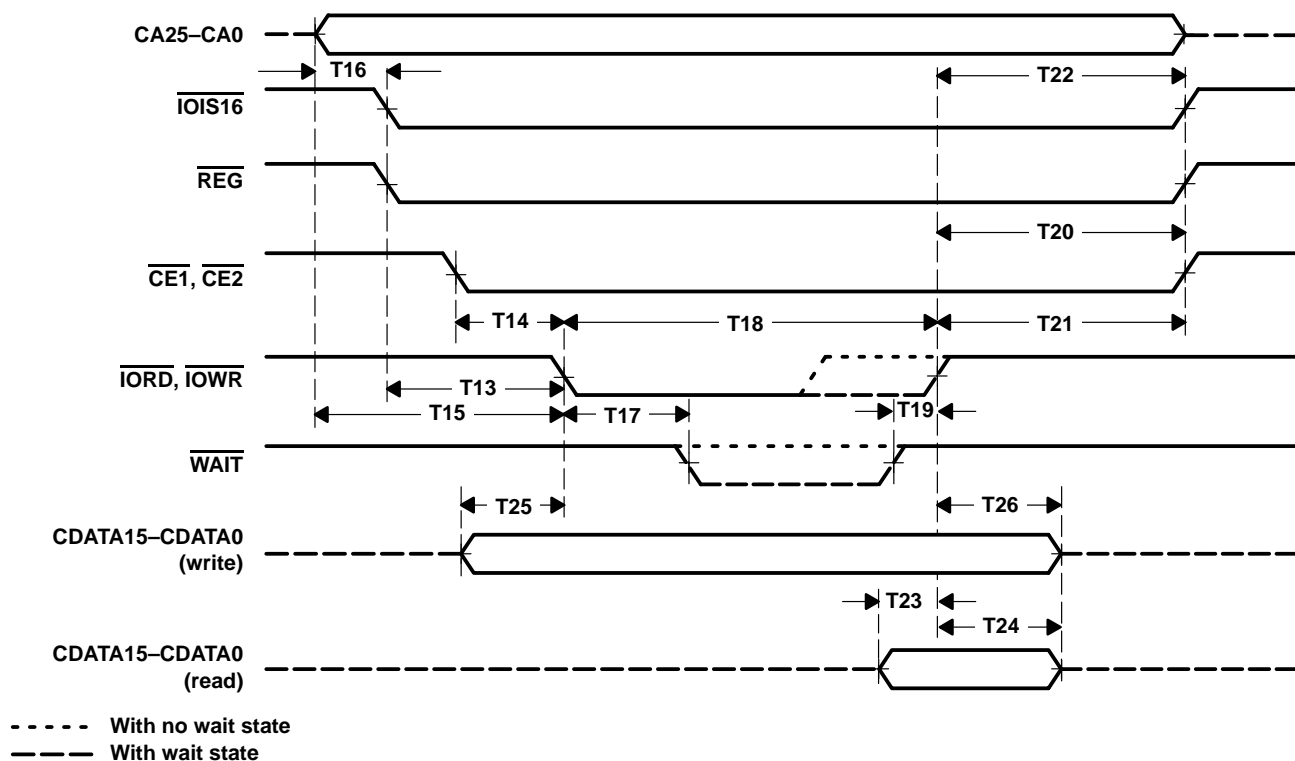 CA25–CA0
T16
T22
IOIS16
REG
T20
CE1, CE2
T14
T18
T21
IORD, IOWR
T13
T19
T15
T17
WAIT
T25
T26
CDATA15–CDATA0
(write)
T23
T24
CDATA15–CDATA0
(read)
With no wait state
With wait state